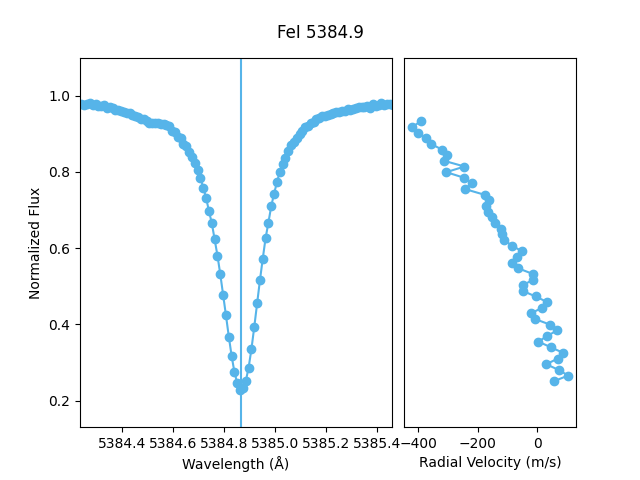 FeI 5384.9
Normalized Flux
1.0
0.8
0.6
0.4
0.2
5384.4 5384.6 5384.8 5385.0 5385.2 5385.4
−400 −200 0
Wavelength (Å)
Radial Velocity (m/s)